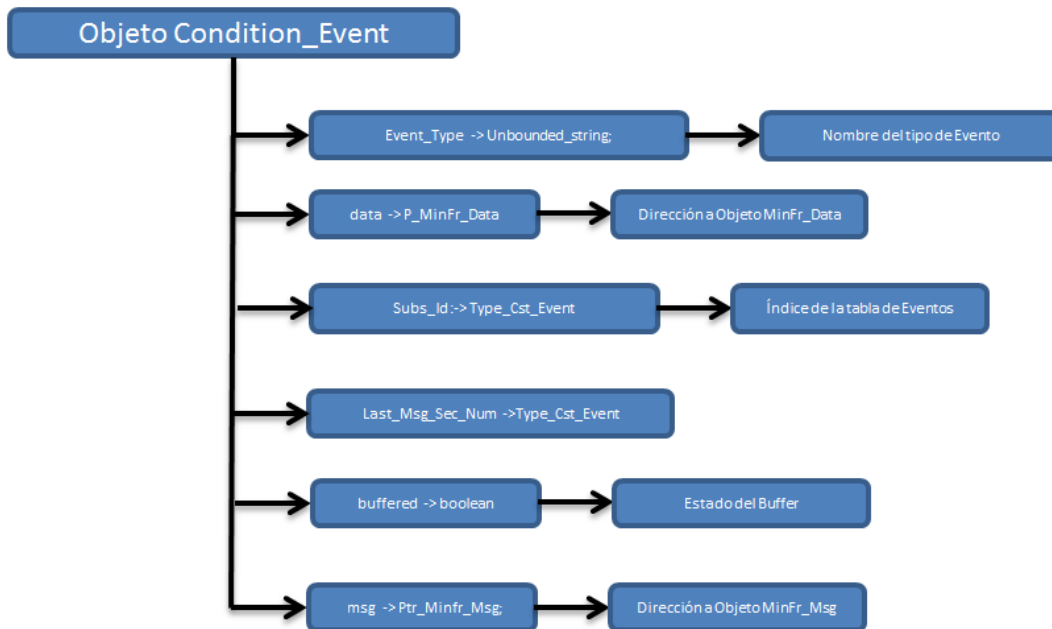 Objeto Condition_Event
Event_Type -> Unbounded_string;
Nombre del tipo de Evento
data -> P_MinFr_Data
Dirección a Objeto MinFr_Data
Subs_Id :-> Type_Cst_Event
Índice de la tabla de Eventos
Last_Msg_Sec_Num ->Type_Cst_Event
buffered -> boolean
Estado del Buffer
msg -> Ptr_Minfr_Msg;
Dirección a Objeto MinFr_Msg